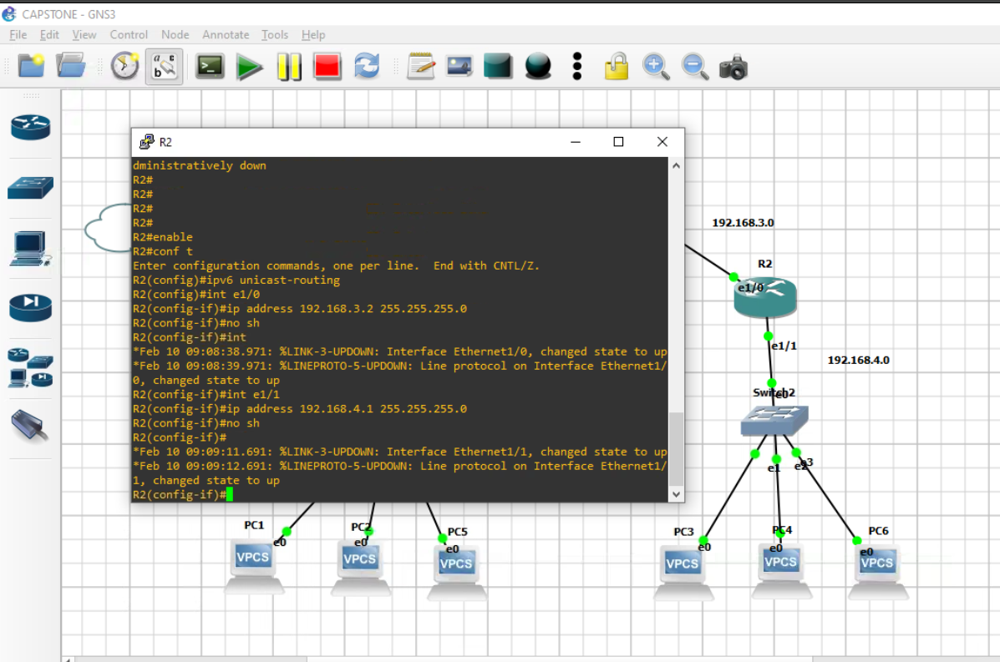 CAPSTONE - GNS3
File Edit View Control Node Annotate Tools Help
R2
dministratively down
R2#
R2#
R2#
R2#
R2#enable
R2#conf t
Enter configuration commands, one per line.  End with CNTL/Z.
R2(config)#ipv6 unicast-routing
R2(config)#int e1/0
R2(config-if)#ip address 192.168.3.2 255.255.255.0
R2(config-if)#no sh
R2(config-if)#int
*Feb 10 09:08:38.971: %LINK-3-UPDOWN: Interface Ethernet1/0, changed state to up
*Feb 10 09:08:39.971: %LINEPROTO-5-UPDOWN: Line protocol on Interface Ethernet1/
0, changed state to up
R2(config-if)#int e1/1
R2(config-if)#ip address 192.168.4.1 255.255.255.0
R2(config-if)#no sh
R2(config-if)#
*Feb 10 09:09:11.691: %LINK-3-UPDOWN: Interface Ethernet1/1, changed state to up
*Feb 10 09:09:12.691: %LINEPROTO-5-UPDOWN: Line protocol on Interface Ethernet1/
1, changed state to up
R2(config-if)#
192.168.3.0
R2
e1/0
e1/1
192.168.4.0
Switch2
e0
e1
e2
e3
PC1
e0
VPCS
PC2
e0
VPCS
PC5
e0
VPCS
PC3
e0
VPCS
PC4
e0
VPCS
PC6
e0
VPCS